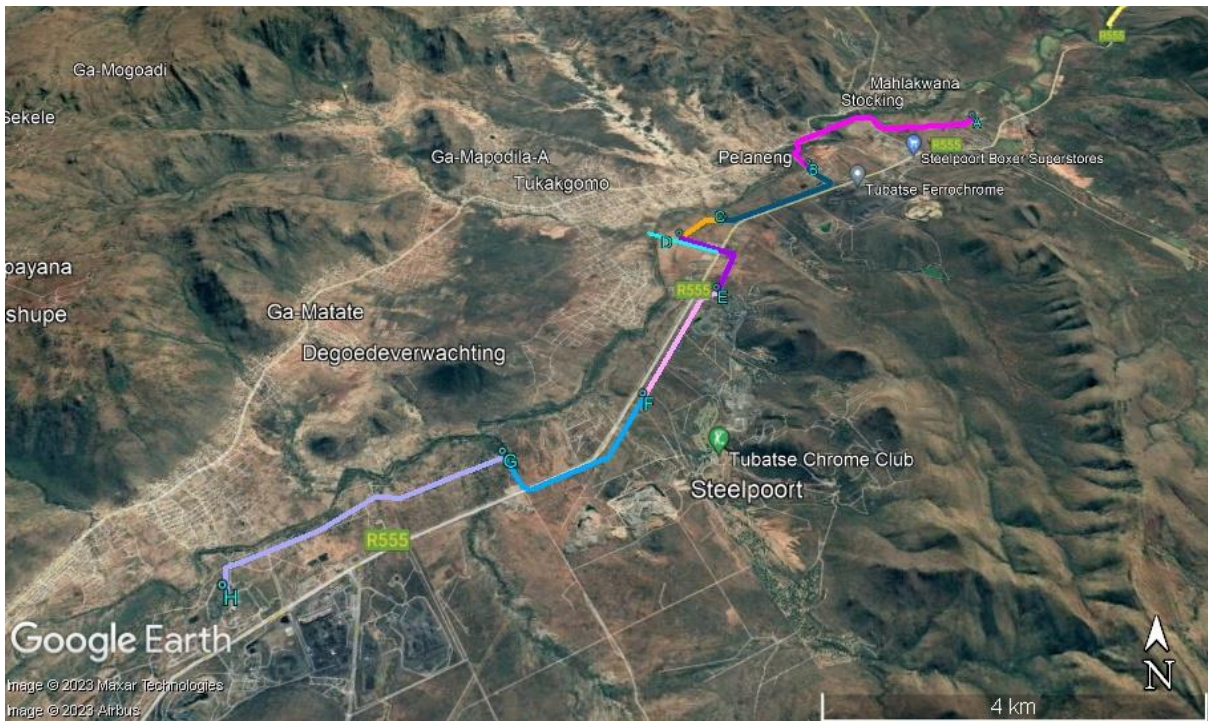 R555
Ga-Mogoadi
Mahlakwana
Stocking
Sekele
A
R555
Ga-Mapodila-A
Pelaneng
Steelpoort Boxer Superstores
B
Tukakgomo
Tubatse Ferrochrome
C
D
payana
R555
E
shupe
Ga-Matate
Degoedeverwachting
F
G
Tubatse Chrome Club
Steelpoort
R555
H
Google Earth
N
Image © 2023 Maxar Technologies
Image © 2023 Airbus
4 km